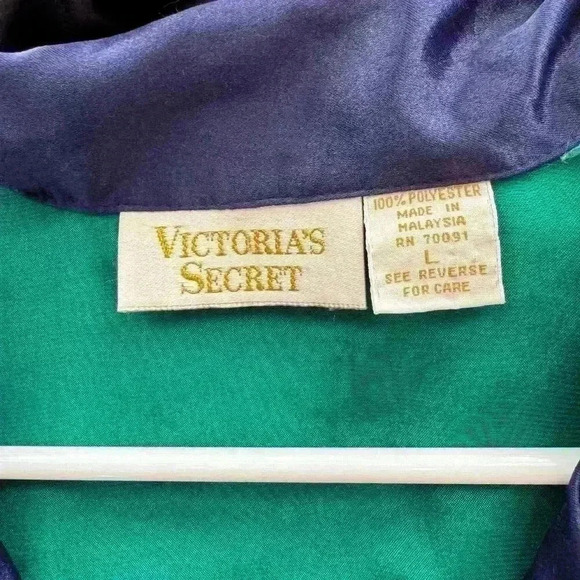 VICTORIA'S
SECRET
100% POLYESTER
MADE IN
MALAYSIA
RN 70091
L
SEE REVERSE
FOR CARE